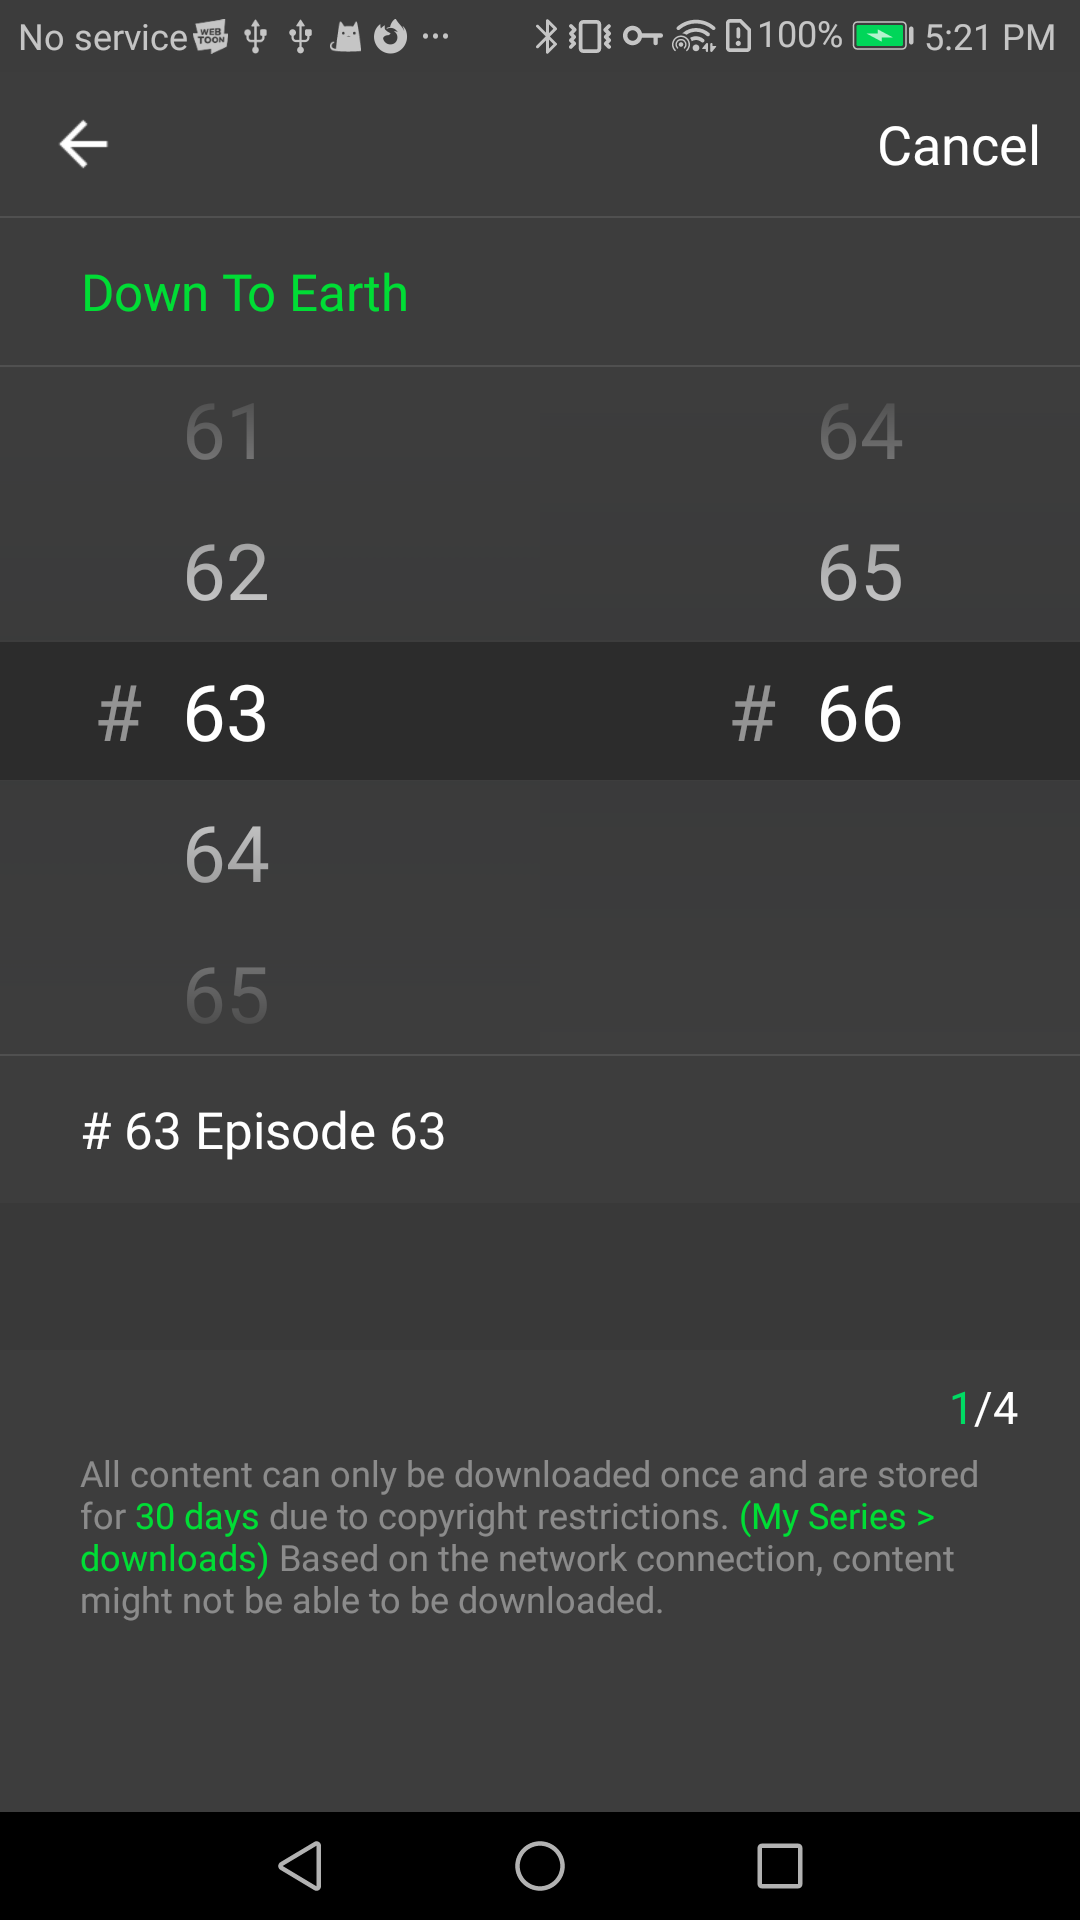 No service WEB TOON 100% 5:21 PM
Cancel
Down To Earth
61 64
62 65
# 63 # 66
64
65
# 63 Episode 63
1/4
All content can only be downloaded once and are stored
for 30 days due to copyright restrictions. (My Series >
downloads) Based on the network connection, content
might not be able to be downloaded.